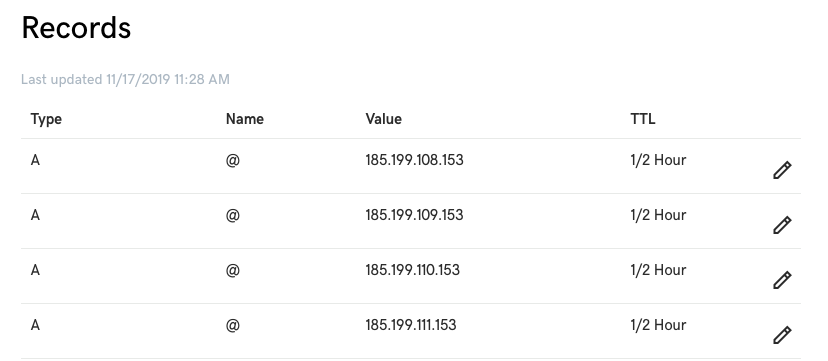 Records
Last updated 11/17/2019 11:28 AM
Type Name Value TTL
A @ 185.199.108.153 1/2 Hour
A @ 185.199.109.153 1/2 Hour
A @ 185.199.110.153 1/2 Hour
A @ 185.199.111.153 1/2 Hour